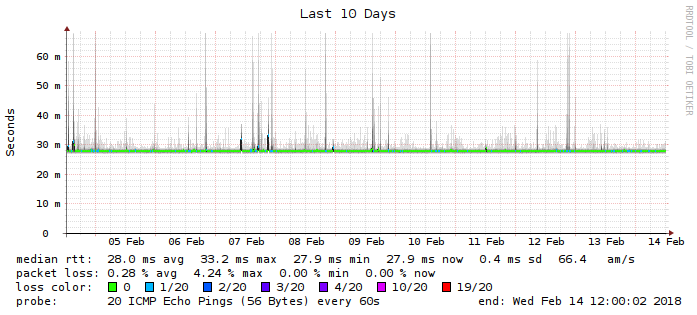 Last 10 Days
RRDTOOL / TOBI OETIKER
Seconds
60 m
50 m
40 m
30 m
20 m
10 m
0
05 Feb 06 Feb 07 Feb 08 Feb 09 Feb 10 Feb 11 Feb 12 Feb 13 Feb 14 Feb
median rtt: 28.0 ms avg 33.2 ms max 27.9 ms min 27.9 ms now 0.4 ms sd 66.4 am/s
packet loss: 0.28 % avg 4.24 % max 0.00 % min 0.00 % now
loss color: 0 1/20 2/20 3/20 4/20 10/20 19/20
probe: 20 ICMP Echo Pings (56 Bytes) every 60s end: Wed Feb 14 12:00:02 2018